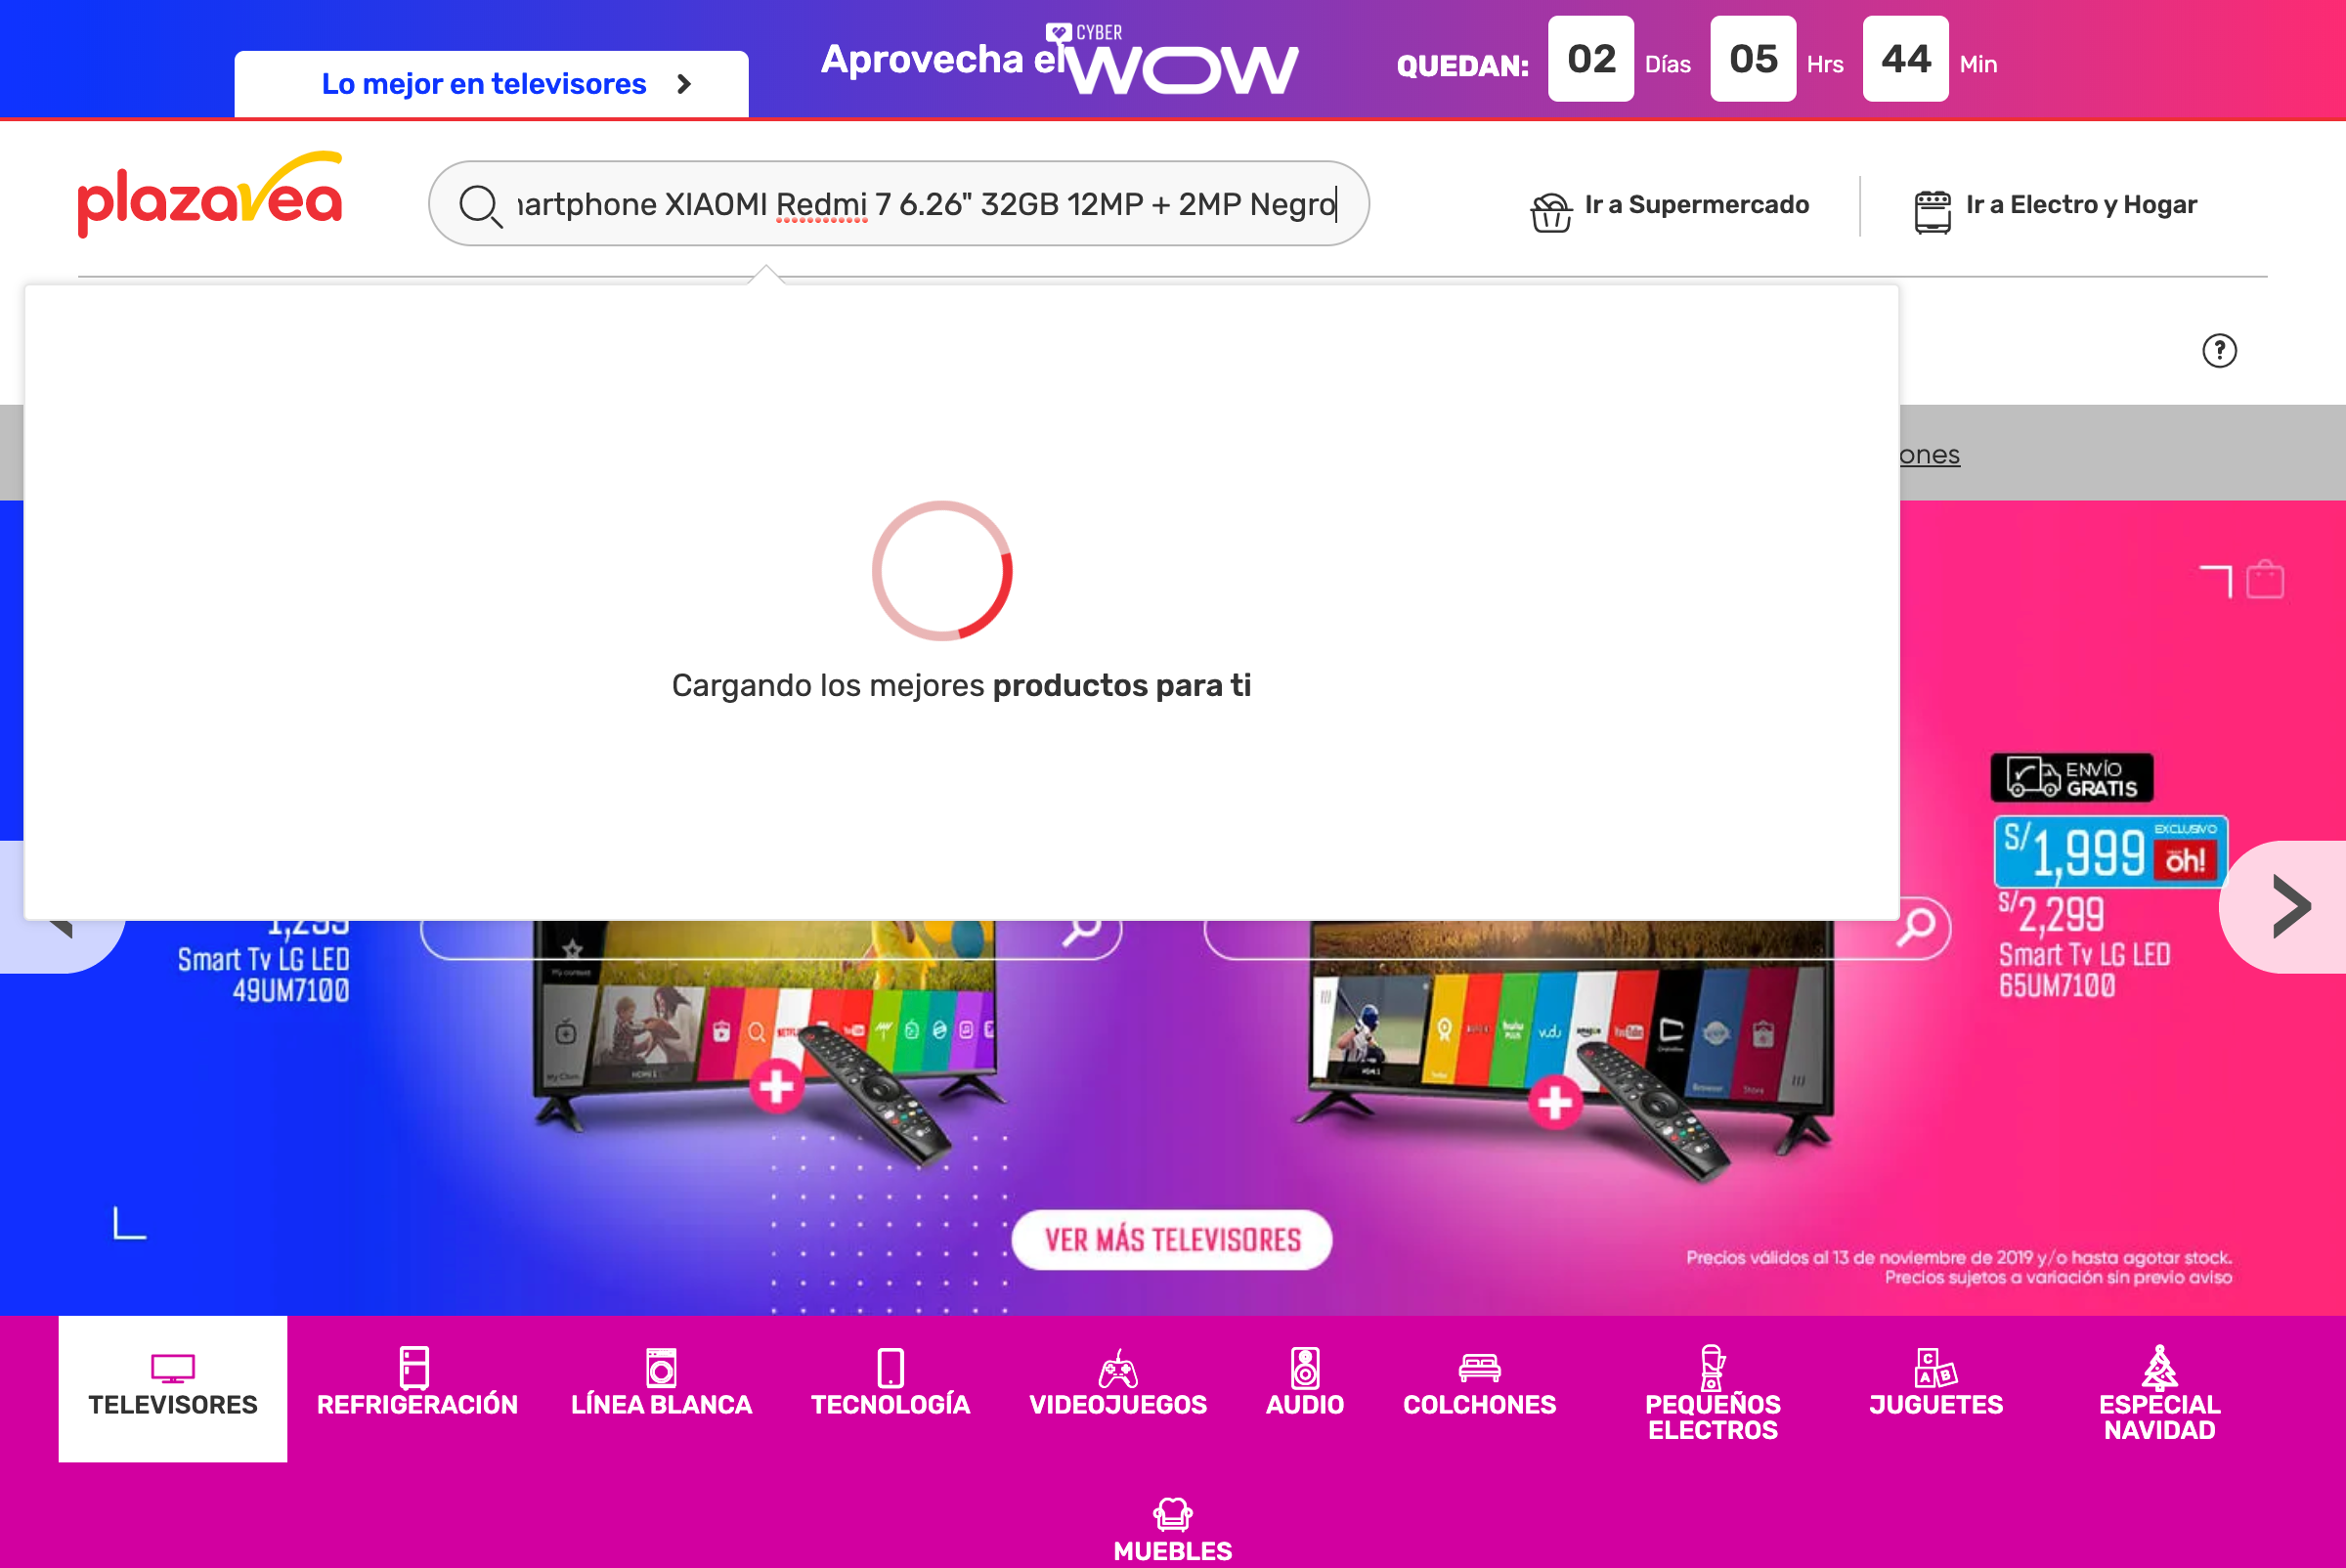 Lo mejor en televisores
Aprovecha el CYBER WOW
QUEDAN: 02 Días 05 Hrs 44 Min
plazavea
artphone XIAOMI Redmi 7 6.26" 32GB 12MP + 2MP Negro
Ir a Supermercado
Ir a Electro y Hogar
?
ones
Cargando los mejores productos para ti
ENVÍO
GRATIS
S/1,999 EXCLUSIVO oh!
S/2,299
Smart Tv LG LED
65UM7100
1,299
Smart Tv LG LED
49UM7100
VER MÁS TELEVISORES
Precios válidos al 13 de noviembre de 2019 y/o hasta agotar stock.
Precios sujetos a variación sin previo aviso
TELEVISORES
REFRIGERACIÓN
LÍNEA BLANCA
TECNOLOGÍA
VIDEOJUEGOS
AUDIO
COLCHONES
PEQUEÑOS
ELECTROS
JUGUETES
ESPECIAL
NAVIDAD
MUEBLES